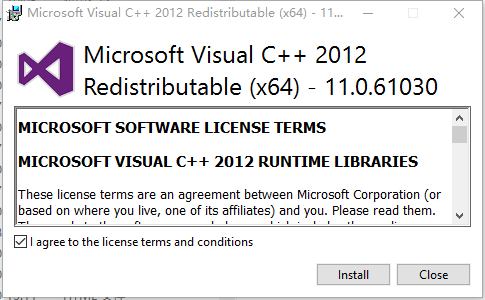 Microsoft Visual C++ 2012 Redistributable (x64) - 11...
Microsoft Visual C++ 2012
Redistributable (x64) - 11.0.61030
MICROSOFT SOFTWARE LICENSE TERMS
MICROSOFT VISUAL C++ 2012 RUNTIME LIBRARIES
These license terms are an agreement between Microsoft Corporation (or
based on where you live, one of its affiliates) and you. Please read them.
I agree to the license terms and conditions
Install Close